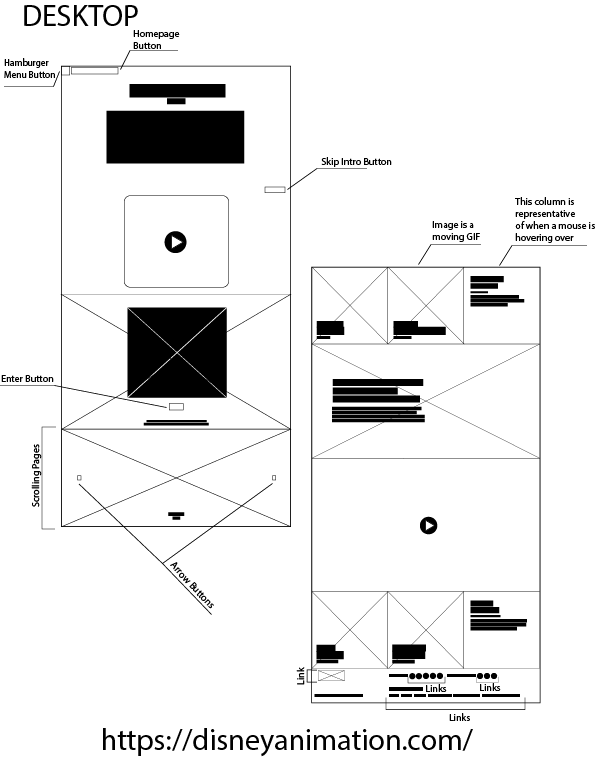 DESKTOP
Homepage
Button
Hamburger
Menu Button
Skip Intro Button
This column is
representative
of when a mouse is
hovering over
Image is a
moving GIF
Enter Button
Scrolling Pages
Arrow Buttons
Link
Links
Links
Links
https://disneyanimation.com/